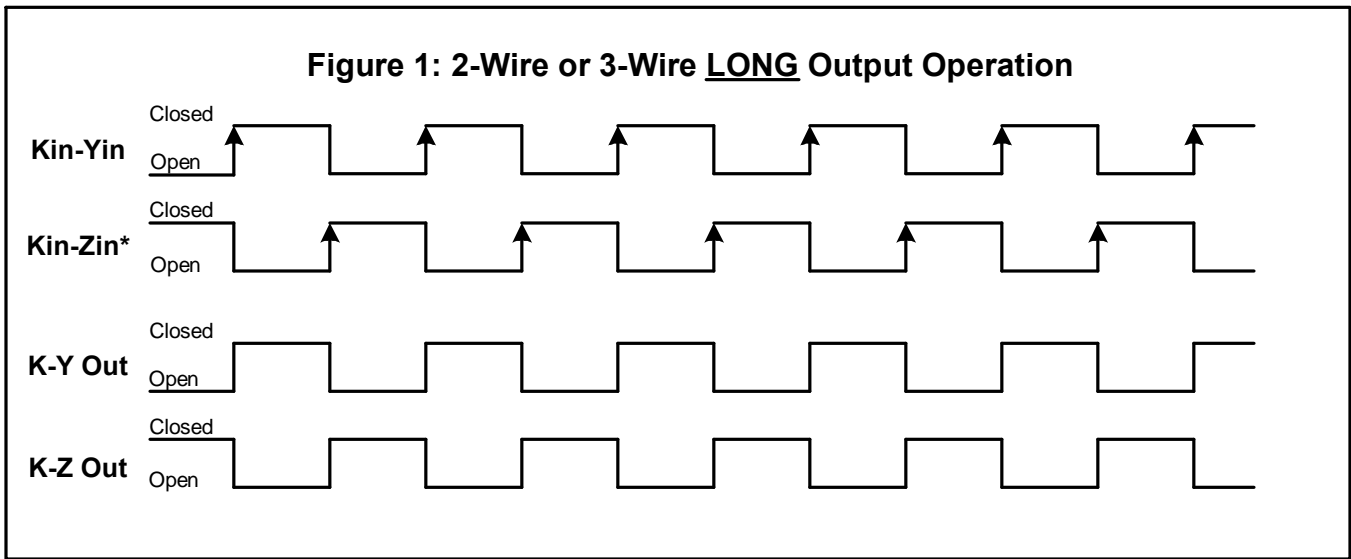 Figure 1: 2-Wire or 3-Wire LONG Output Operation
Closed
Kin-Yin
Open
Closed
Kin-Zin*
Open
Closed
K-Y Out
Open
Closed
K-Z Out
Open